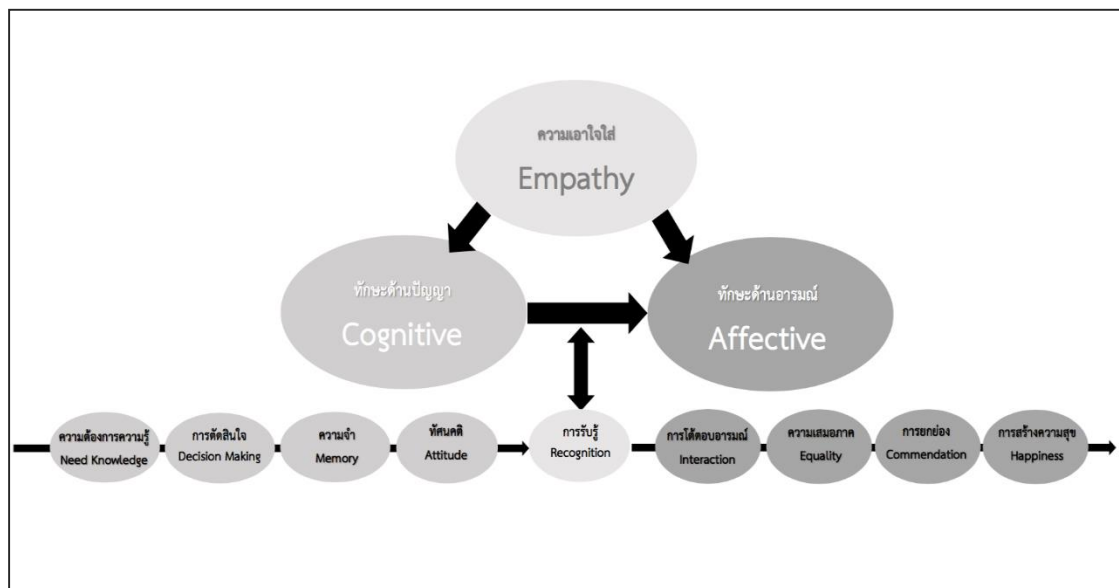 ความเอาใจใส่
Empathy
ทักษะด้านปัญญา
Cognitive
ทักษะด้านอารมณ์
Affective
ความต้องการความรู้
Need Knowledge
การตัดสินใจ
Decision Making
ความจำ
Memory
ทัศนคติ
Attitude
การรับรู้
Recognition
การโต้ตอบอารมณ์
Interaction
ความเสมอภาค
Equality
การยกย่อง
Commendation
การสร้างความสุข
Happiness